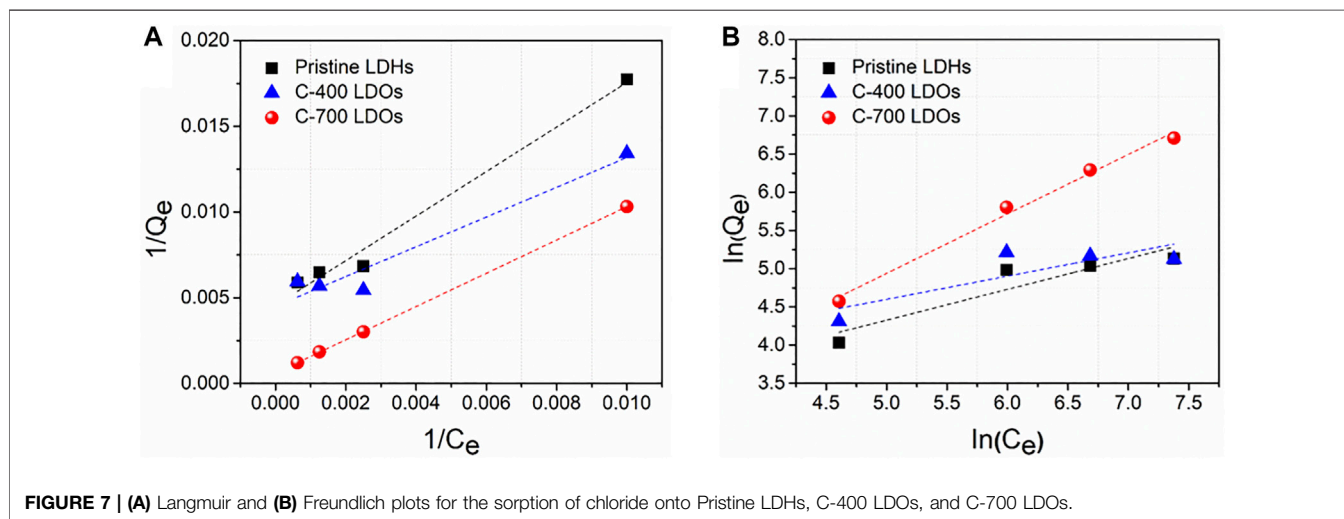 A
0.020
0.015
0.010
0.005
0.000
1/Qe
Pristine LDHs
C-400 LDOs
C-700 LDOs
0.000 0.002 0.004 0.006 0.008 0.010
1/Ce
B
8.0
7.5
7.0
6.5
6.0
5.5
5.0
4.5
4.0
3.5
ln(Qe)
Pristine LDHs
C-400 LDOs
C-700 LDOs
4.5 5.0 6.0 6.5 7.0 7.5
ln(Ce)
FIGURE 7 | (A) Langmuir and (B) Freundlich plots for the sorption of chloride onto Pristine LDHs, C-400 LDOs, and C-700 LDOs.